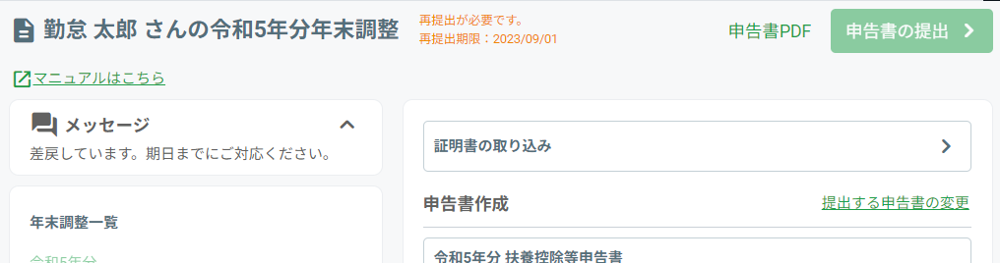 勤怠 太郎 さんの令和5年分年末調整
再提出が必要です。
再提出期限：2023/09/01
申告書PDF
申告書の提出
マニュアルはこちら
メッセージ
差戻しています。期日までにご対応ください。
年末調整一覧
令和5年分
証明書の取り込み
申告書作成
提出する申告書の変更
令和5年分 扶養控除等申告書